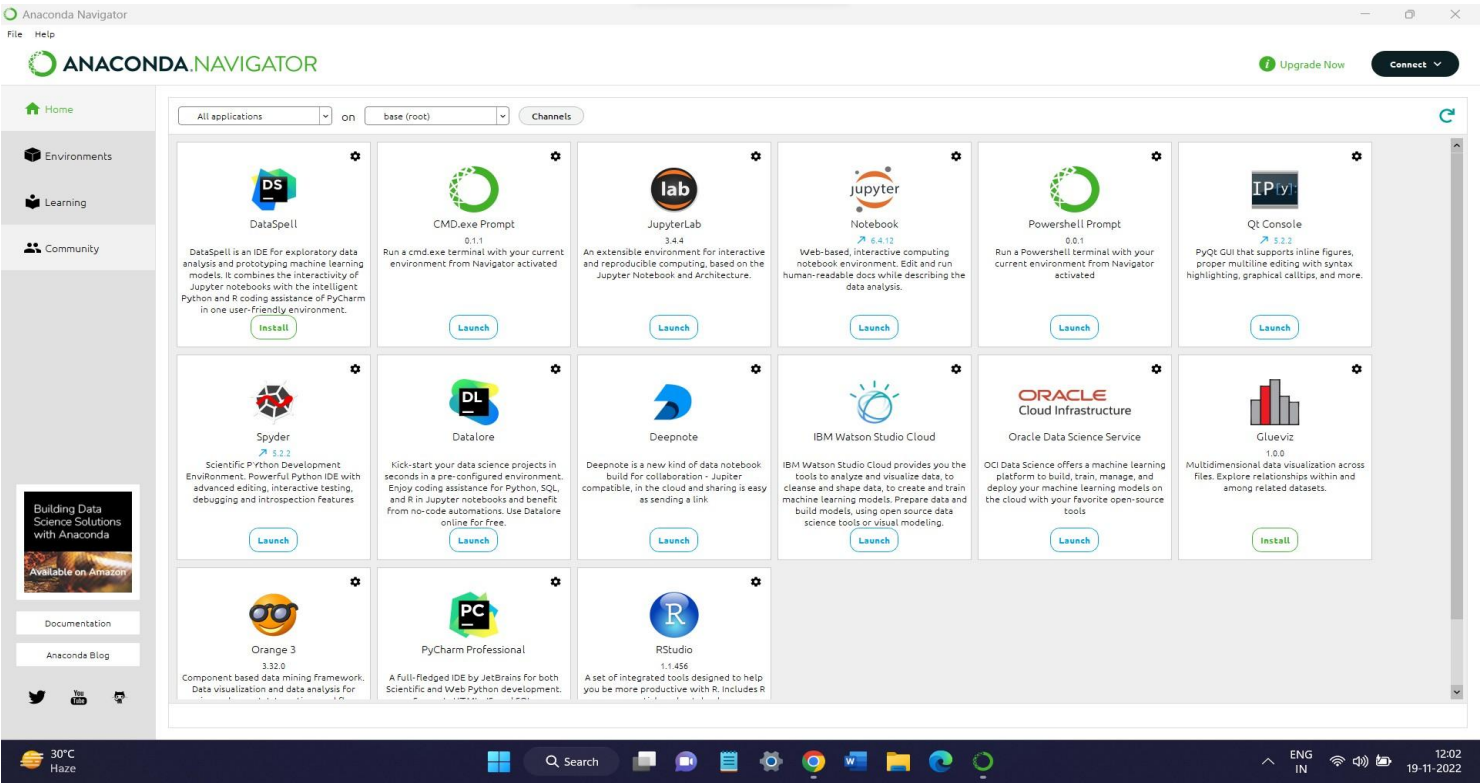 Anaconda Navigator
File Help
ANACONDA.NAVIGATOR
Upgrade Now
Connect
Home
Environments
Learning
Community
All applications
on
base (root)
Channels
DS
DataSpell
DataSpell is an IDE for exploratory data
analysis and prototyping machine learning
models. It combines the interactivity of
Jupyter notebooks with the intelligent
Python and R coding assistance of PyCharm
in one user-friendly environment.
Install
CMD.exe Prompt
0.1.1
Run a cmd.exe terminal with your current
environment from Navigator activated
Launch
lab
JupyterLab
3.4.4
An extensible environment for interactive
and reproducible computing, based on the
Jupyter Notebook and Architecture.
Launch
jupyter
Notebook
6.4.12
Web-based, interactive computing
notebook environment. Edit and run
human-readable docs while describing the
data analysis.
Launch
Powershell Prompt
0.0.1
Run a Powershell terminal with your
current environment from Navigator
activated
Launch
IP[y]:
Qt Console
5.2.2
PyQt GUI that supports inline figures,
proper multiline editing with syntax
highlighting, graphical calltips, and more.
Launch
Spyder
5.2.2
Scientific PYthon Development
EnviRonment. Powerful Python IDE with
advanced editing, interactive testing,
debugging and introspection features
Launch
DL
Datalore
Kick-start your data science projects in
seconds in a pre-configured environment.
Enjoy coding assistance for Python, SQL,
and R in Jupyter notebooks and benefit
from no-code automations. Use Datalore
online for free.
Launch
Deepnote
Deepnote is a new kind of data notebook
build for collaboration - Jupiter
compatible, in the cloud and sharing is easy
as sending a link
Launch
IBM Watson Studio Cloud
IBM Watson Studio Cloud provides you the
tools to analyze and visualize data, to
cleanse and shape data, to create and train
machine learning models. Prepare data and
build models, using open source data
science tools or visual modeling.
Launch
ORACLE
Cloud Infrastructure
Oracle Data Science Service
OCI Data Science offers a machine learning
platform to build, train, manage, and
deploy your machine learning models on
the cloud with your favorite open-source
tools
Launch
Glueviz
1.0.0
Multidimensional data visualization across
files. Explore relationships within and
among related datasets.
Install
Orange 3
3.32.0
Component based data mining framework.
Data visualization and data analysis for
PC
PyCharm Professional
A full-fledged IDE by JetBrains for both
Scientific and Web Python development.
R
RStudio
1.1.456
A set of integrated tools designed to help
you be more productive with R. Includes R
Building Data
Science Solutions
with Anaconda
Available on Amazon
Documentation
Anaconda Blog
You
Tube
30°C
Haze
Search
W
ENG
IN
12:02
19-11-2022